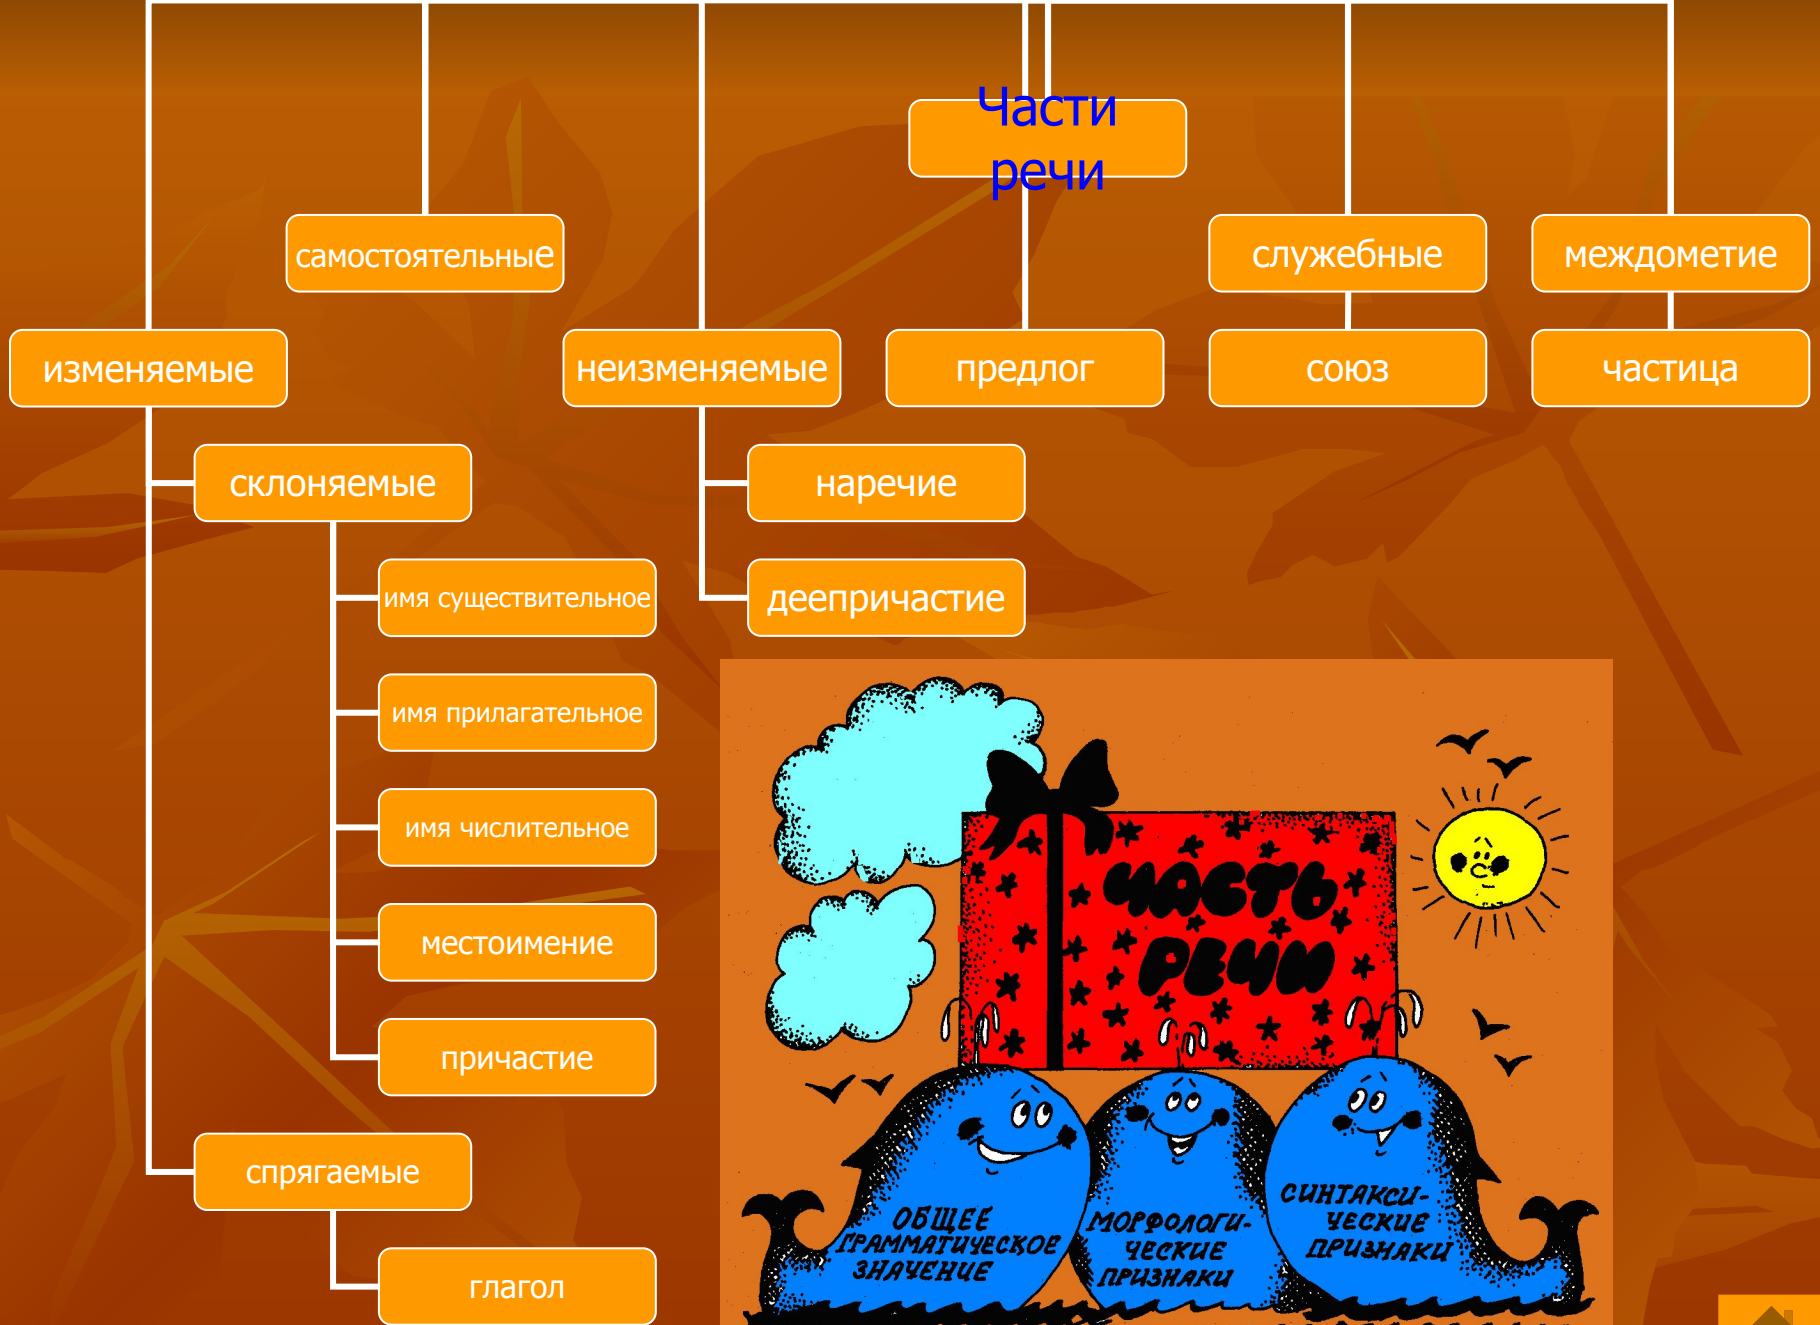 Части
речи
самостоятельные
служебные
междометие
изменяемые
неизменяемые
предлог
союз
частица
склоняемые
наречие
имя существительное
деепричастие
имя прилагательное
имя числительное
местоимение
причастие
спрягаемые
глагол
ЧАСТЬ
РЕЧИ
ОБЩЕЕ
ГРАММАТИЧЕСКОЕ
ЗНАЧЕНИЕ
МОРФОЛОГИ-
ЧЕСКИЕ
ПРИЗНАКИ
СИНТАКСИ-
ЧЕСКИЕ
ПРИЗНАКИ